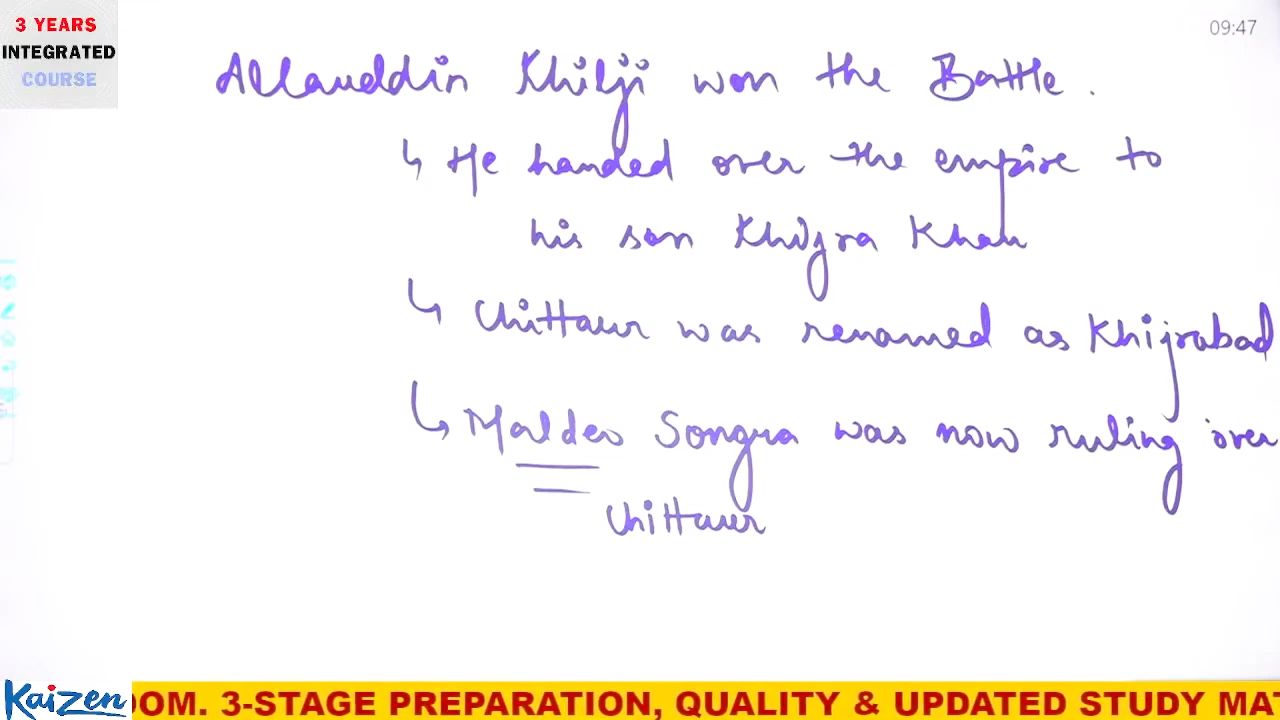 3 YEARS
INTEGRATED
COURSE
09:47
Allauddin Khilji won the Battle.
↳ He handed over the empire to
his son Khijra Khan
↳ Chittaur was renamed as Khijrabad
↳ Maldeo Songra was now ruling over
Chittaur
Kaizen
OOM. 3-STAGE PREPARATION, QUALITY & UPDATED STUDY MAT